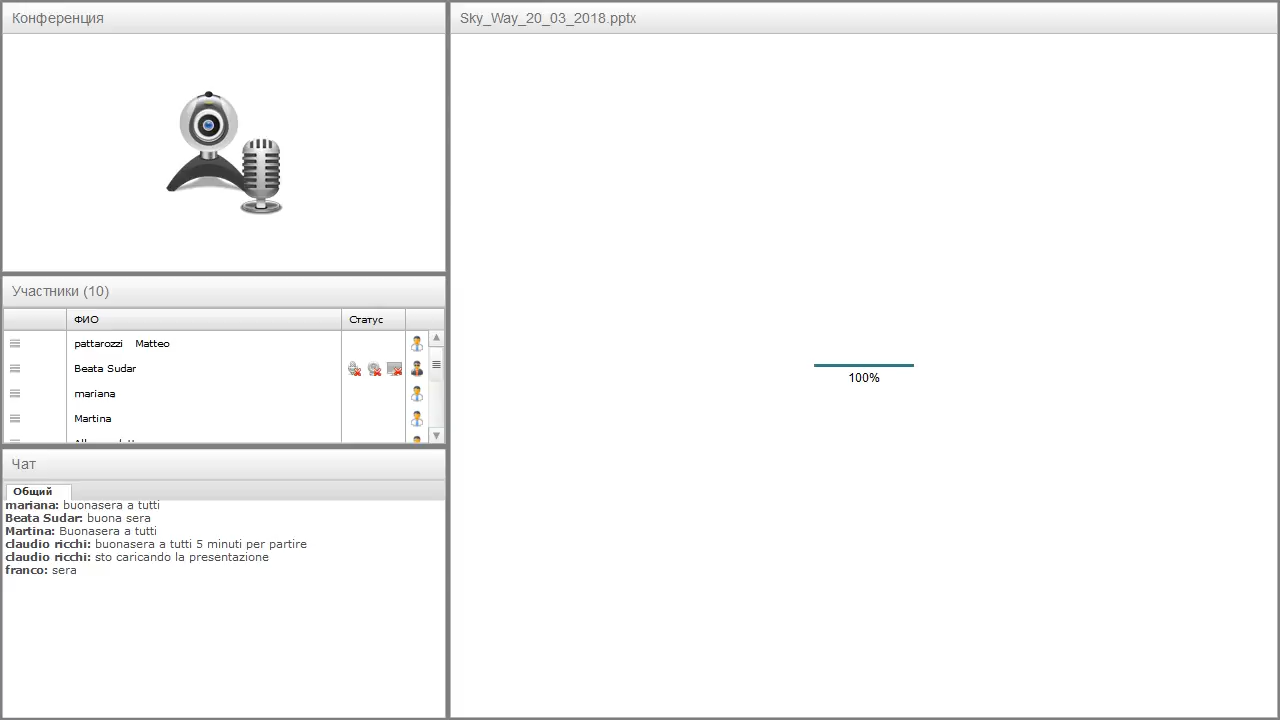 Конференция
Sky_Way_20_03_2018.pptx
Участники (10)
ФИО Статус
pattarozzi Matteo
Beata Sudar
mariana
Martina
100%
Чат
Общий
mariana: buonasera a tutti
Beata Sudar: buona sera
Martina: Buonasera a tutti
claudio ricchi: buonasera a tutti 5 minuti per partire
claudio ricchi: sto caricando la presentazione
franco: sera